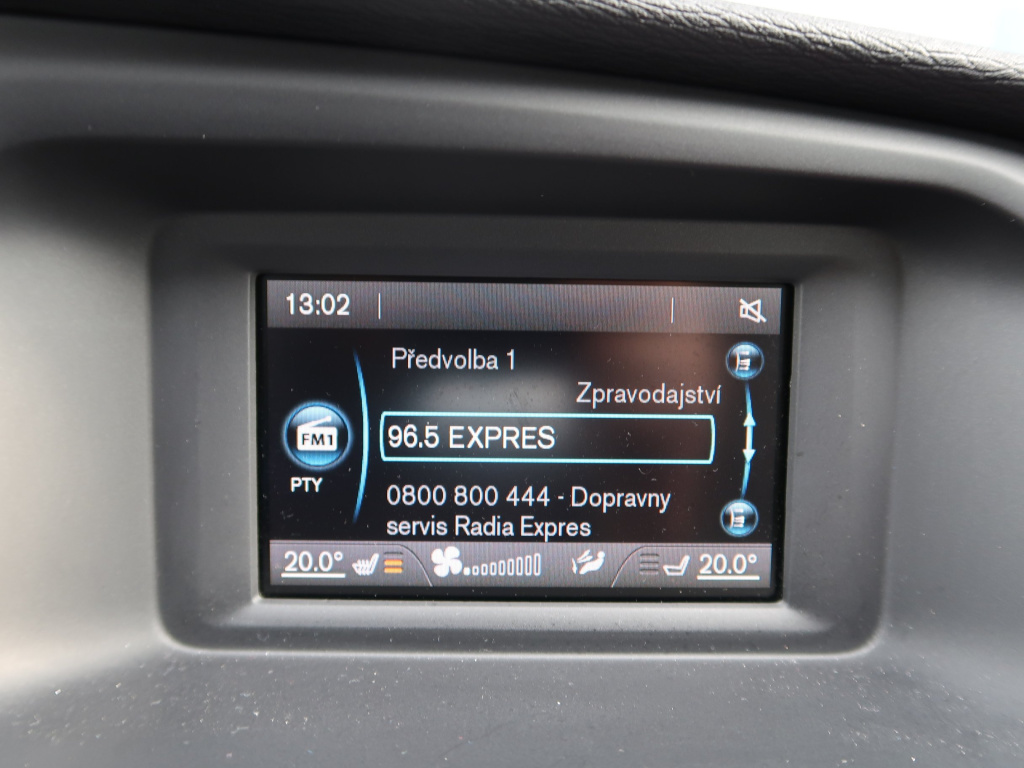 13:02
Předvolba 1
Zpravodajství
FM1
96.5 EXPRES
PTY
0800 800 444 - Dopravny
servis Radia Expres
20.0°
20.0°